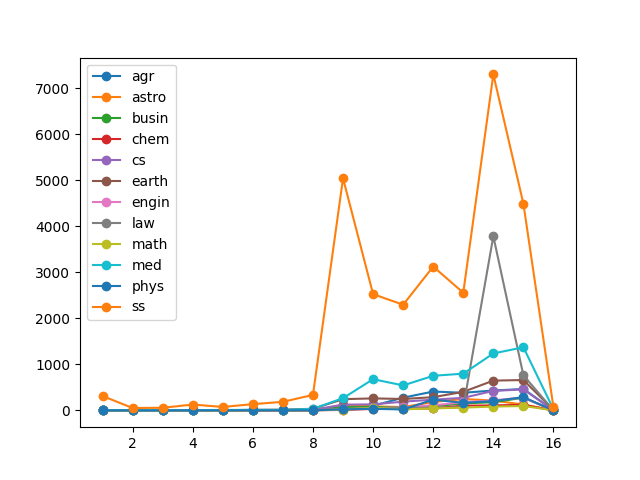 agr
astro
busin
chem
cs
earth
engin
law
math
med
phys
ss
7000
6000
5000
4000
3000
2000
1000
0
2 4 6 8 10 12 14 16